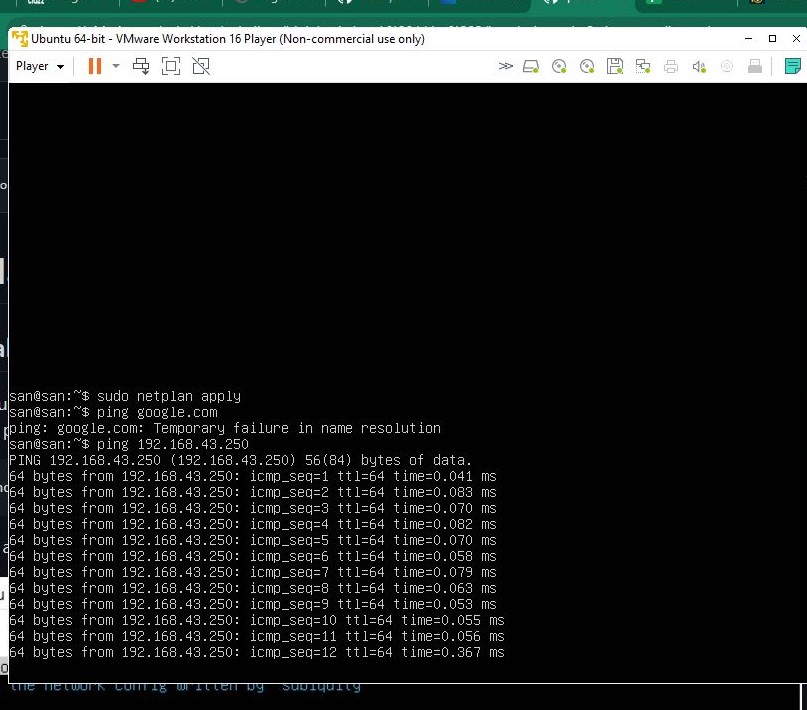 Ubuntu 64-bit - VMware Workstation 16 Player (Non-commercial use only)
Player
san@san:~$ sudo netplan apply
san@san:~$ ping google.com
ping: google.com: Temporary failure in name resolution
san@san:~$ ping 192.168.43.250
PING 192.168.43.250 (192.168.43.250) 56(84) bytes of data.
64 bytes from 192.168.43.250: icmp_seq=1 ttl=64 time=0.041 ms
64 bytes from 192.168.43.250: icmp_seq=2 ttl=64 time=0.083 ms
64 bytes from 192.168.43.250: icmp_seq=3 ttl=64 time=0.070 ms
64 bytes from 192.168.43.250: icmp_seq=4 ttl=64 time=0.082 ms
64 bytes from 192.168.43.250: icmp_seq=5 ttl=64 time=0.070 ms
64 bytes from 192.168.43.250: icmp_seq=6 ttl=64 time=0.058 ms
64 bytes from 192.168.43.250: icmp_seq=7 ttl=64 time=0.079 ms
64 bytes from 192.168.43.250: icmp_seq=8 ttl=64 time=0.063 ms
64 bytes from 192.168.43.250: icmp_seq=9 ttl=64 time=0.053 ms
64 bytes from 192.168.43.250: icmp_seq=10 ttl=64 time=0.055 ms
64 bytes from 192.168.43.250: icmp_seq=11 ttl=64 time=0.056 ms
64 bytes from 192.168.43.250: icmp_seq=12 ttl=64 time=0.367 ms
the network config written by 'subiquity'